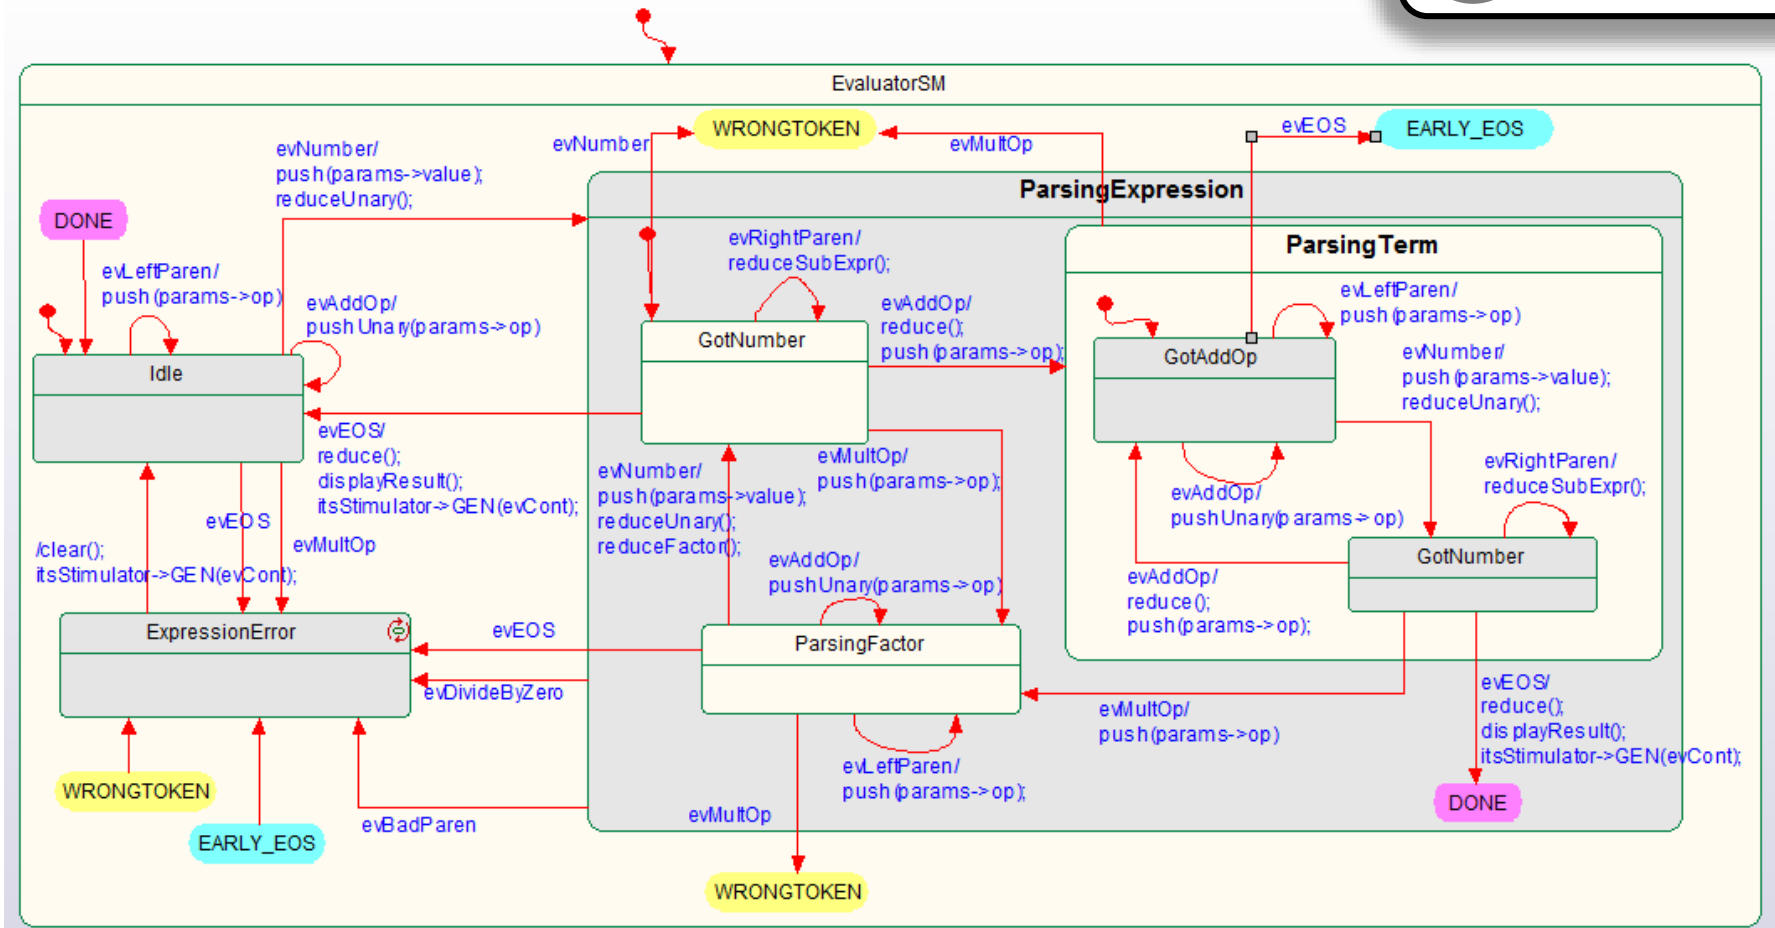 EvaluatorSM
WRONGTOKEN
evEOS
EARLY_EOS
evNumber
evMultOp
evNumber/
push(params->value);
reduceUnary();
ParsingExpression
DONE
evRightParen/
reduceSubExpr();
ParsingTerm
evLeftParen/
push(params->op)
evAddOp/
pushUnary(params->op)
evAddOp/
reduce();
push(params->op);
evLeftParen/
push(params->op)
GotNumber
GotAddOp
Idle
evNumber/
push(params->value);
reduceUnary();
evEOS/
reduce();
displayResult();
itsStimulator->GEN(evCont);
evMultOp/
push(params->op);
evNumber/
push(params->value);
reduceUnary();
reduceFactor();
evAddOp/
pushUnary(params->op)
evRightParen/
reduceSubExpr();
evEOS
evMultOp
/clear();
itsStimulator->GEN(evCont);
evAddOp/
pushUnary(params->op)
GotNumber
evAddOp/
reduce();
push(params->op);
ExpressionError
evEOS
ParsingFactor
evDivideByZero
evMultOp/
push(params->op)
evEOS/
reduce();
displayResult();
itsStimulator->GEN(evCont);
evLeftParen/
push(params->op);
WRONGTOKEN
DONE
evBadParen
evMultOp
EARLY_EOS
WRONGTOKEN